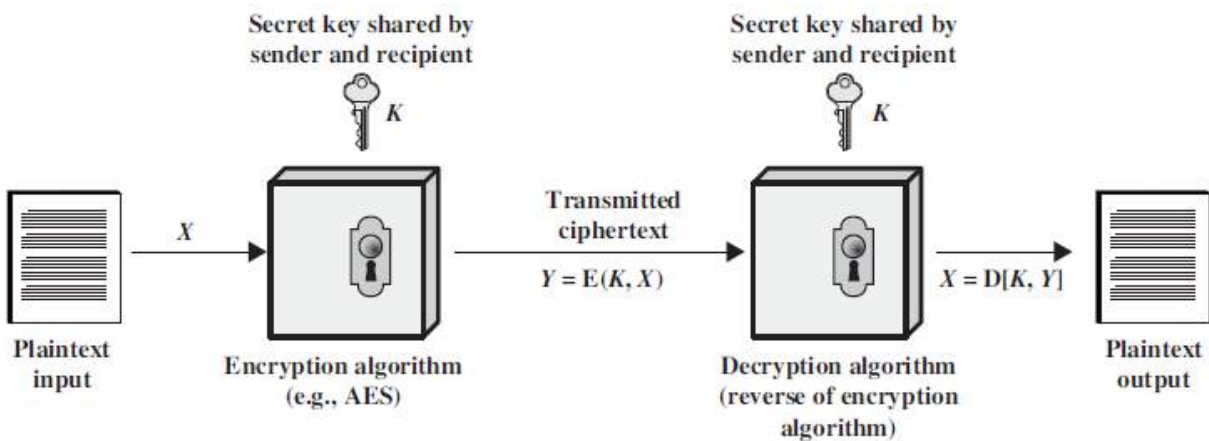 Secret key shared by
sender and recipient
K
Secret key shared by
sender and recipient
K
X
Transmitted
ciphertext
Y = E(K, X)
X = D[K, Y]
Plaintext
input
Encryption algorithm
(e.g., AES)
Decryption algorithm
(reverse of encryption
algorithm)
Plaintext
output